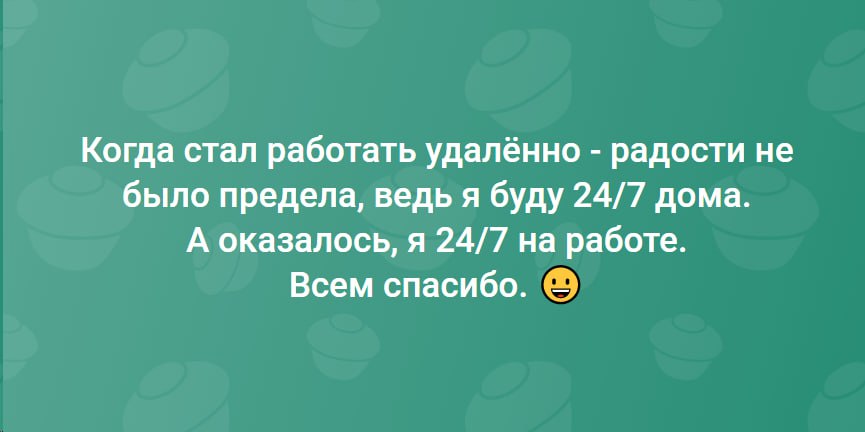 Когда стал работать удалённо - радости не
было предела, ведь я буду 24/7 дома.
А оказалось, я 24/7 на работе.
Всем спасибо. 😀